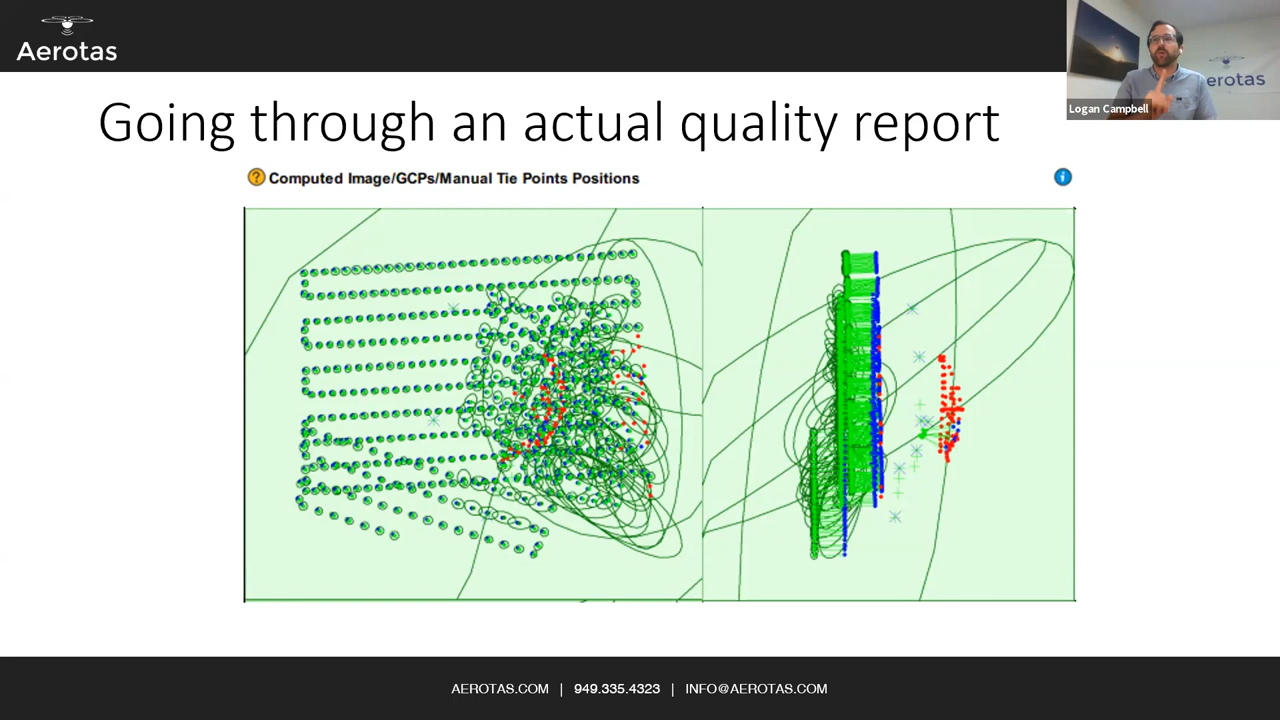 Aerotas
Logan Campbell
erotas
Going through an actual quality report
? Computed Image/GCPs/Manual Tie Points Positions i
AEROTAS.COM | 949.335.4323 | INFO@AEROTAS.COM